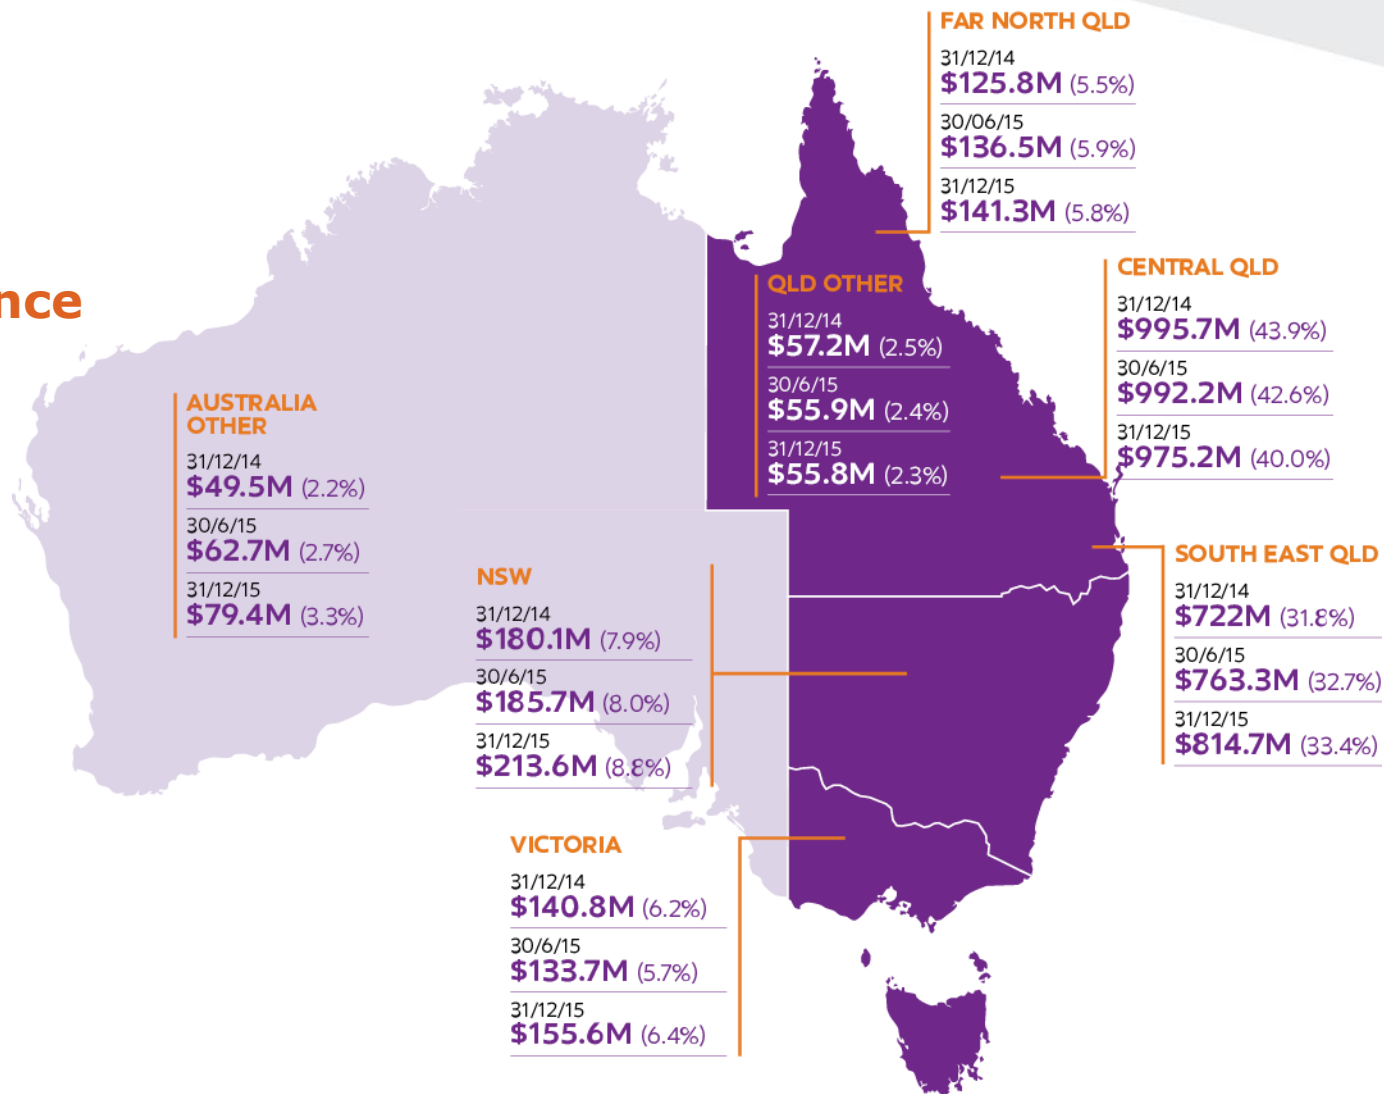 nce
FAR NORTH QLD
31/12/14
$125.8M (5.5%)
30/06/15
$136.5M (5.9%)
31/12/15
$141.3M (5.8%)
CENTRAL QLD
31/12/14
$995.7M (43.9%)
30/6/15
$992.2M (42.6%)
31/12/15
$975.2M (40.0%)
QLD OTHER
31/12/14
$57.2M (2.5%)
30/6/15
$55.9M (2.4%)
31/12/15
$55.8M (2.3%)
AUSTRALIA
OTHER
31/12/14
$49.5M (2.2%)
30/6/15
$62.7M (2.7%)
31/12/15
$79.4M (3.3%)
SOUTH EAST QLD
31/12/14
$722M (31.8%)
30/6/15
$763.3M (32.7%)
31/12/15
$814.7M (33.4%)
NSW
31/12/14
$180.1M (7.9%)
30/6/15
$185.7M (8.0%)
31/12/15
$213.6M (8.8%)
VICTORIA
31/12/14
$140.8M (6.2%)
30/6/15
$133.7M (5.7%)
31/12/15
$155.6M (6.4%)